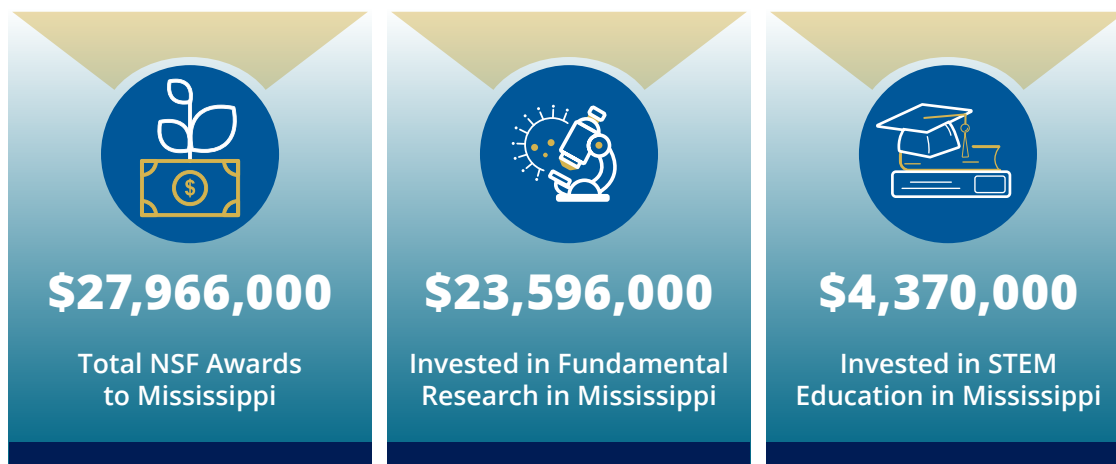 $
$27,966,000
Total NSF Awards
to Mississippi
$23,596,000
Invested in Fundamental
Research in Mississippi
$4,370,000
Invested in STEM
Education in Mississippi